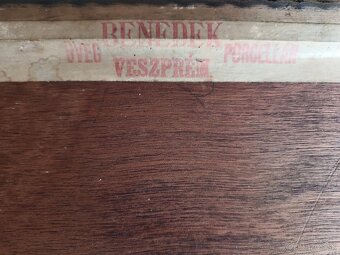 BENEDEK
ÜVEG PORCELLÁN
VESZPRÉM.